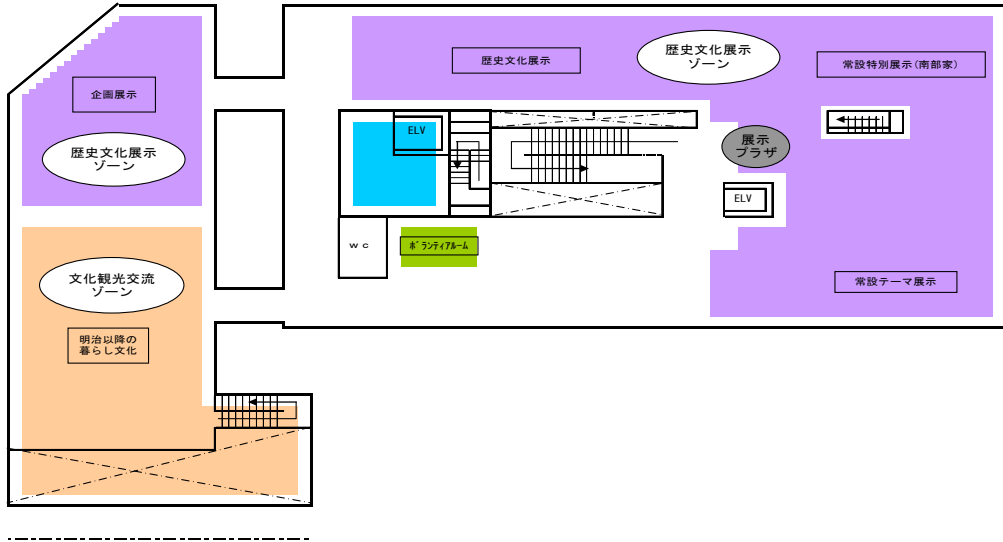 企画展示
歴史文化展示
ゾーン
文化観光交流
ゾーン
明治以降の
暮らし文化
歴史文化展示
歴史文化展示
ゾーン
常設特別展示(南部家)
ELV
展示
プラザ
ELV
ＷＣ
ﾎﾞﾗﾝﾃｨｱﾙｰﾑ
常設テーマ展示